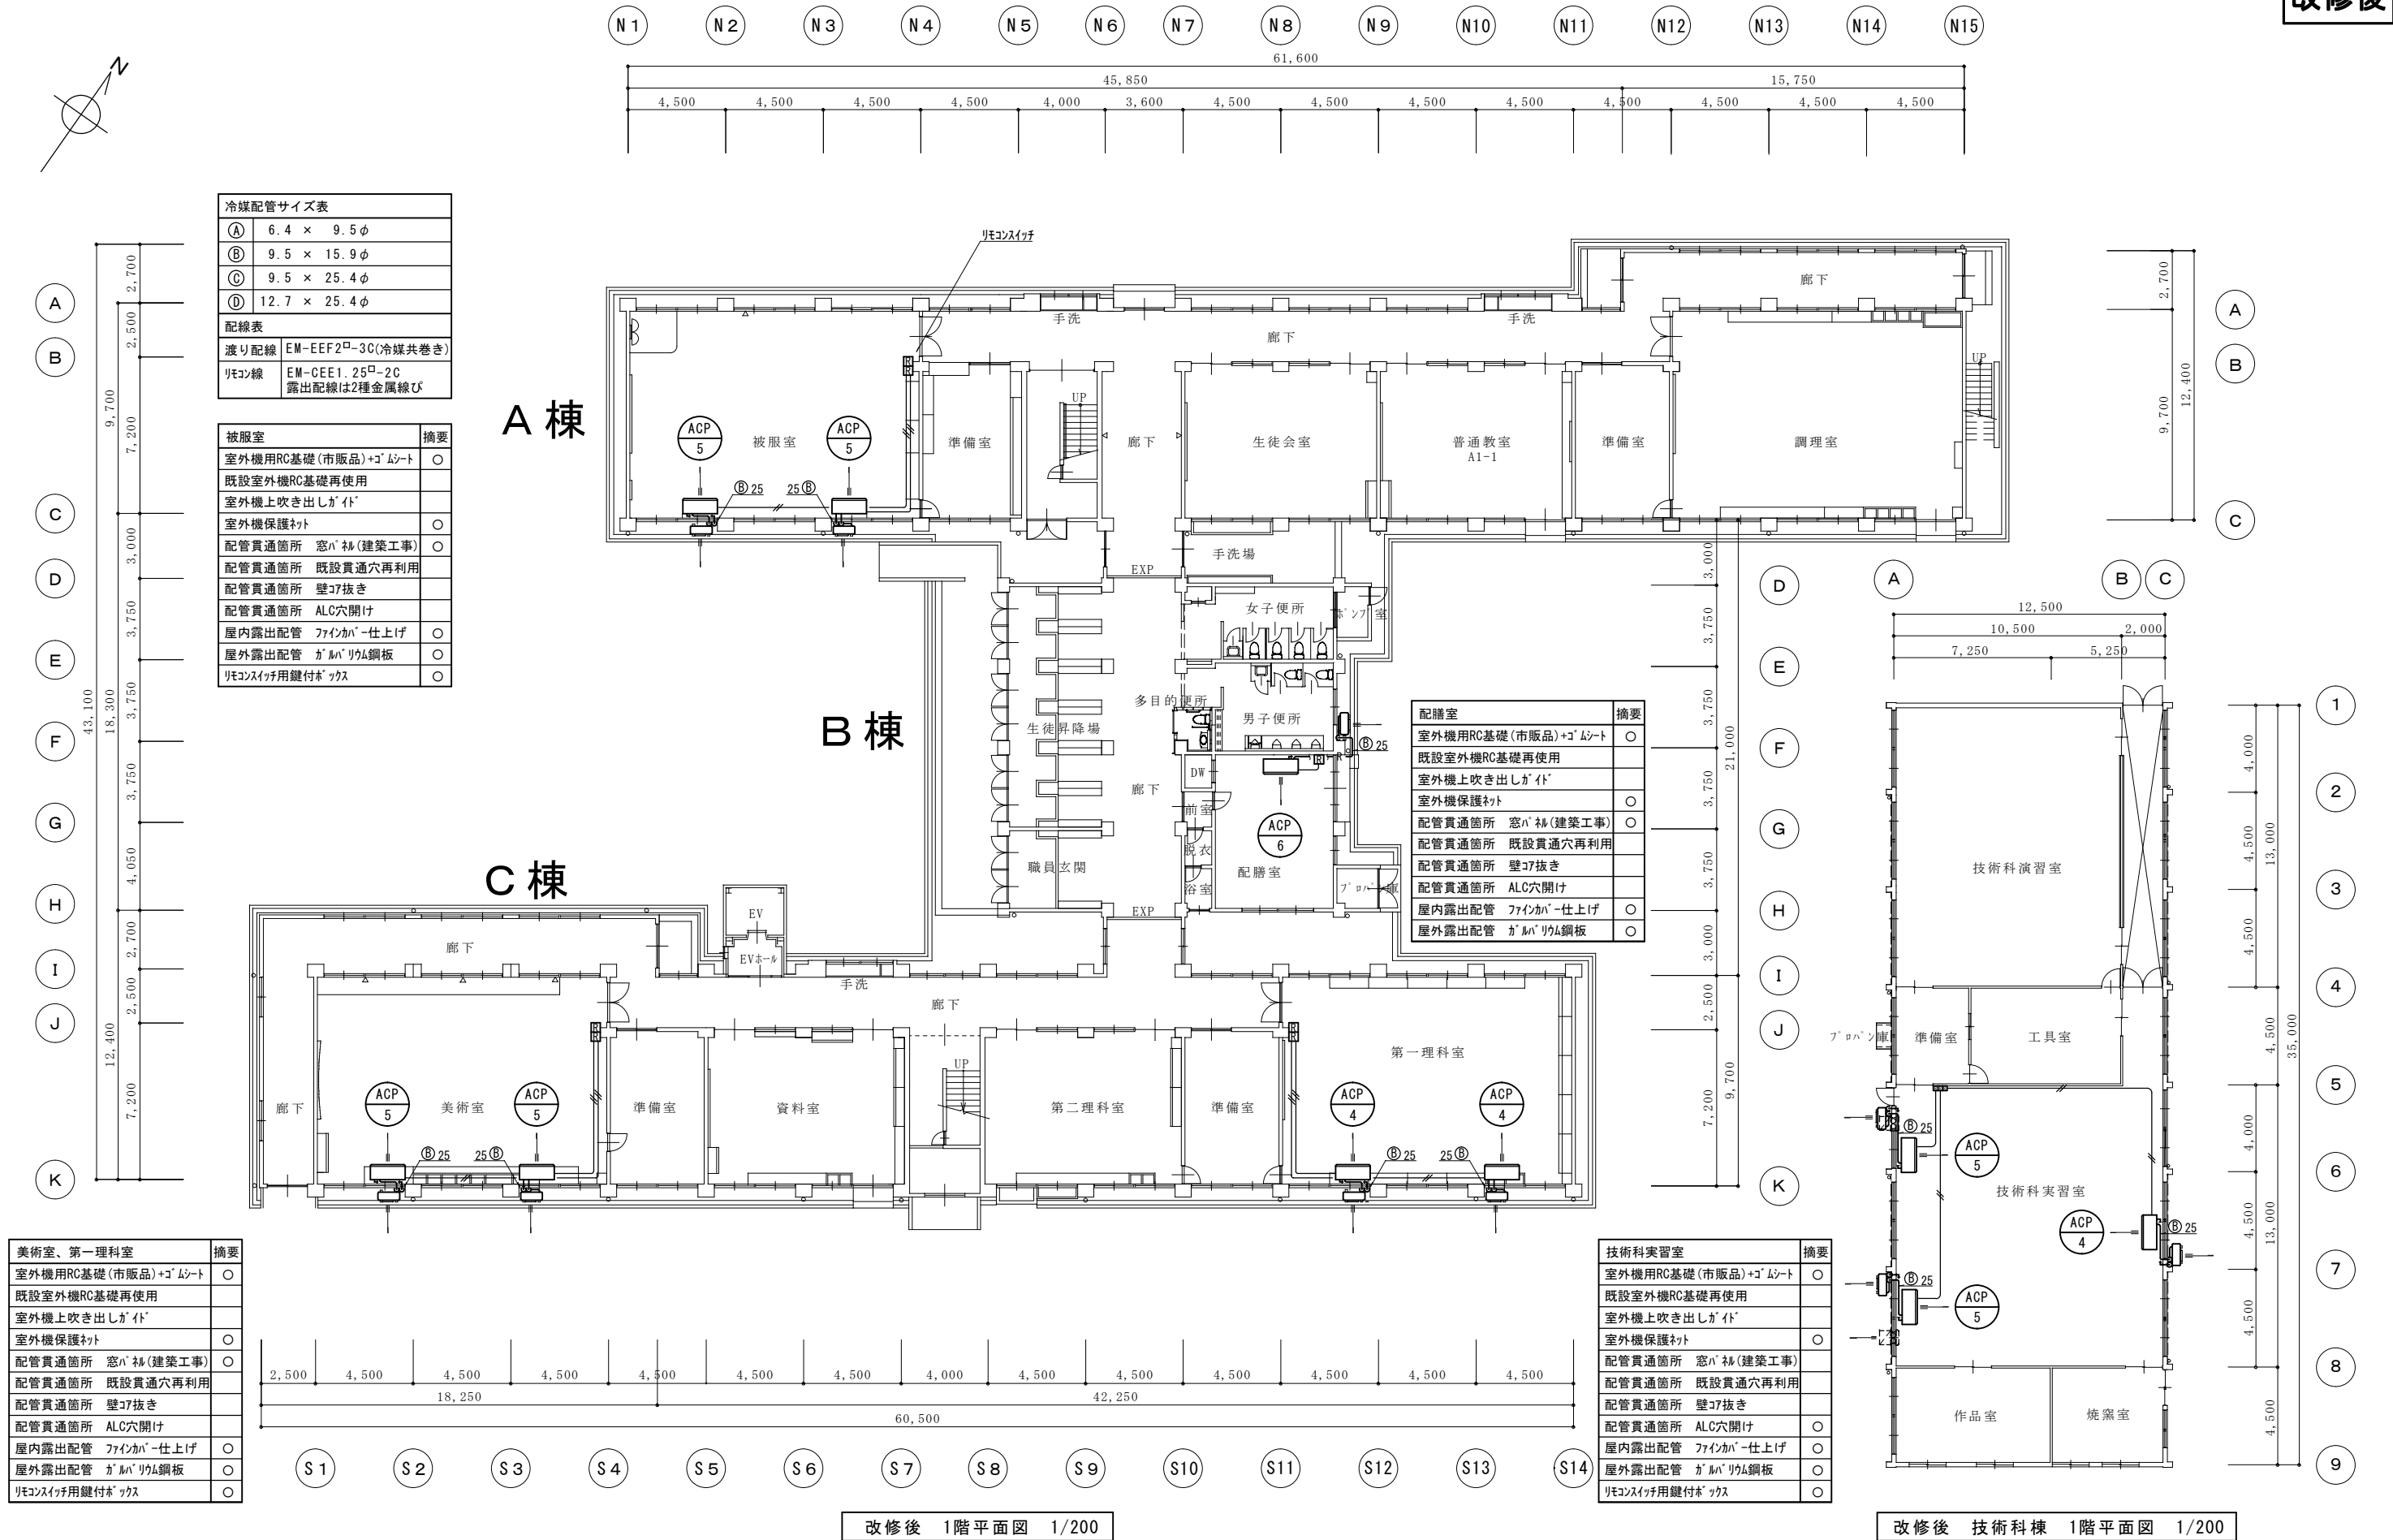 改修後
N1 N2 N3 N4 N5 N6 N7 N8 N9 N10 N11 N12 N13 N14 N15
61,600
45,850 15,750
4,500 4,500 4,500 4,500 4,000 3,600 4,500 4,500 4,500 4,500 4,500 4,500 4,500 4,500
N
冷媒配管サイズ表
Ⓐ 6.4 × 9.5φ
Ⓑ 9.5 × 15.9φ
Ⓒ 9.5 × 25.4φ
Ⓓ 12.7 × 25.4φ
配線表
渡り配線 EM-EEF2□-3C(冷媒共巻き)
ﾘﾓｺﾝ線 EM-CEE1.25□-2C
露出配線は2種金属線ぴ
被服室 摘要
室外機用RC基礎(市販品)+ｺﾞﾑｼｰﾄ ○
既設室外機RC基礎再使用
室外機上吹き出しｶﾞｲﾄﾞ
室外機保護ﾈｯﾄ ○
配管貫通箇所 窓ﾊﾟﾈﾙ(建築工事) ○
配管貫通箇所 既設貫通穴再利用
配管貫通箇所 壁ｺｱ抜き
配管貫通箇所 ALC穴開け
屋内露出配管 ﾌｧｲﾝｶﾊﾞｰ仕上げ ○
屋外露出配管 ｶﾞﾙﾊﾞﾘｳﾑ鋼板 ○
ﾘﾓｺﾝｽｲｯﾁ用鍵付ﾎﾞｯｸｽ ○
A B C D E F G H I J K
2,700 2,500 7,200 3,000 3,750 3,750 3,750 4,050 2,700 2,500 7,200
9,700 18,300 12,400
43,100
A棟
ﾘﾓｺﾝｽｲｯﾁ
手洗 廊下 手洗 廊下
UP UP
ACP 5 被服室 ACP 5 準備室 廊下 生徒会室 普通教室 準備室 調理室
A1-1
Ⓑ25 25Ⓑ
A B C
2,700 9,700 12,400
B棟
手洗場
EXP
女子便所 ﾎﾟﾝﾌﾟ室
多目的便所
生徒昇降場 男子便所
Ⓑ25
R
DW
廊下
前室
ACP 6
脱衣
職員玄関 配膳室
浴室 ﾌﾟﾛﾊﾟﾝ庫
EXP
配膳室 摘要
室外機用RC基礎(市販品)+ｺﾞﾑｼｰﾄ ○
既設室外機RC基礎再使用
室外機上吹き出しｶﾞｲﾄﾞ
室外機保護ﾈｯﾄ ○
配管貫通箇所 窓ﾊﾟﾈﾙ(建築工事) ○
配管貫通箇所 既設貫通穴再利用
配管貫通箇所 壁ｺｱ抜き
配管貫通箇所 ALC穴開け
屋内露出配管 ﾌｧｲﾝｶﾊﾞｰ仕上げ ○
屋外露出配管 ｶﾞﾙﾊﾞﾘｳﾑ鋼板 ○
3,000 3,750 3,750 3,750 3,750 3,000 2,500 7,200
21,000 9,700
D E F G H I J K
C棟
EV
廊下 EVﾎｰﾙ
手洗
廊下
UP
第一理科室
廊下 ACP 5 美術室 ACP 5 準備室 資料室 第二理科室 準備室 ACP 4 ACP 4
Ⓑ25 25Ⓑ Ⓑ25 25Ⓑ
美術室、第一理科室 摘要
室外機用RC基礎(市販品)+ｺﾞﾑｼｰﾄ ○
既設室外機RC基礎再使用
室外機上吹き出しｶﾞｲﾄﾞ
室外機保護ﾈｯﾄ ○
配管貫通箇所 窓ﾊﾟﾈﾙ(建築工事) ○
配管貫通箇所 既設貫通穴再利用
配管貫通箇所 壁ｺｱ抜き
配管貫通箇所 ALC穴開け
屋内露出配管 ﾌｧｲﾝｶﾊﾞｰ仕上げ ○
屋外露出配管 ｶﾞﾙﾊﾞﾘｳﾑ鋼板 ○
ﾘﾓｺﾝｽｲｯﾁ用鍵付ﾎﾞｯｸｽ ○
2,500 4,500 4,500 4,500 4,500 4,500 4,500 4,000 4,500 4,500 4,500 4,500 4,500 4,500
18,250 42,250
60,500
S1 S2 S3 S4 S5 S6 S7 S8 S9 S10 S11 S12 S13 S14
改修後 1階平面図 1/200
A B C
12,500
10,500 2,000
7,250 5,250
技術科演習室
ﾌﾟﾛﾊﾟﾝ庫 準備室 工具室
Ⓑ25
ACP 5
技術科実習室
ACP 4 Ⓑ25
Ⓑ25
ACP 5
作品室 焼窯室
4,000 4,500 4,500 4,500 4,000 4,500 4,500 4,500
13,000 13,000
35,000
1 2 3 4 5 6 7 8 9
技術科実習室 摘要
室外機用RC基礎(市販品)+ｺﾞﾑｼｰﾄ ○
既設室外機RC基礎再使用
室外機上吹き出しｶﾞｲﾄﾞ
室外機保護ﾈｯﾄ ○
配管貫通箇所 窓ﾊﾟﾈﾙ(建築工事)
配管貫通箇所 既設貫通穴再利用
配管貫通箇所 壁ｺｱ抜き
配管貫通箇所 ALC穴開け ○
屋内露出配管 ﾌｧｲﾝｶﾊﾞｰ仕上げ ○
屋外露出配管 ｶﾞﾙﾊﾞﾘｳﾑ鋼板 ○
ﾘﾓｺﾝｽｲｯﾁ用鍵付ﾎﾞｯｸｽ ○
改修後 技術科棟 1階平面図 1/200